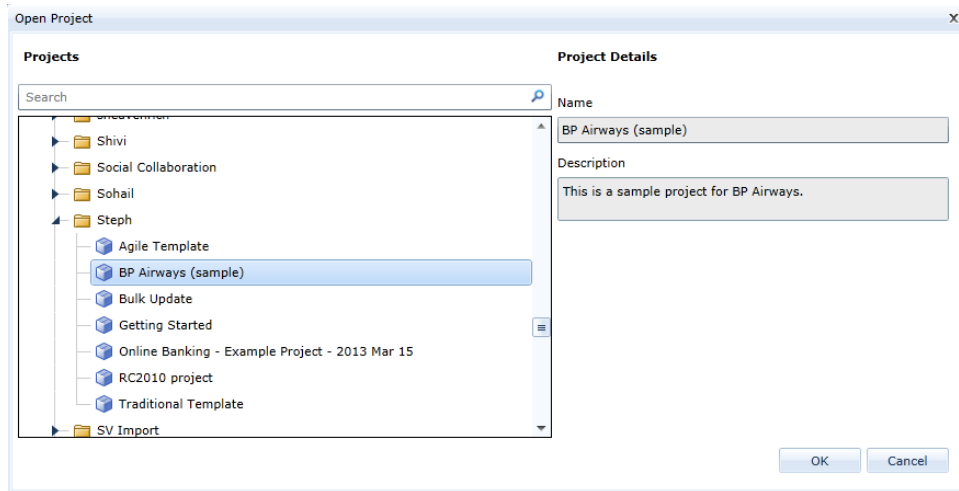 Open Project
X
Projects
Search
Shivi
Social Collaboration
Sohail
Steph
Agile Template
BP Airways (sample)
Bulk Update
Getting Started
Online Banking - Example Project - 2013 Mar 15
RC2010 project
Traditional Template
SV Import
Project Details
Name
BP Airways (sample)
Description
This is a sample project for BP Airways.
OK
Cancel